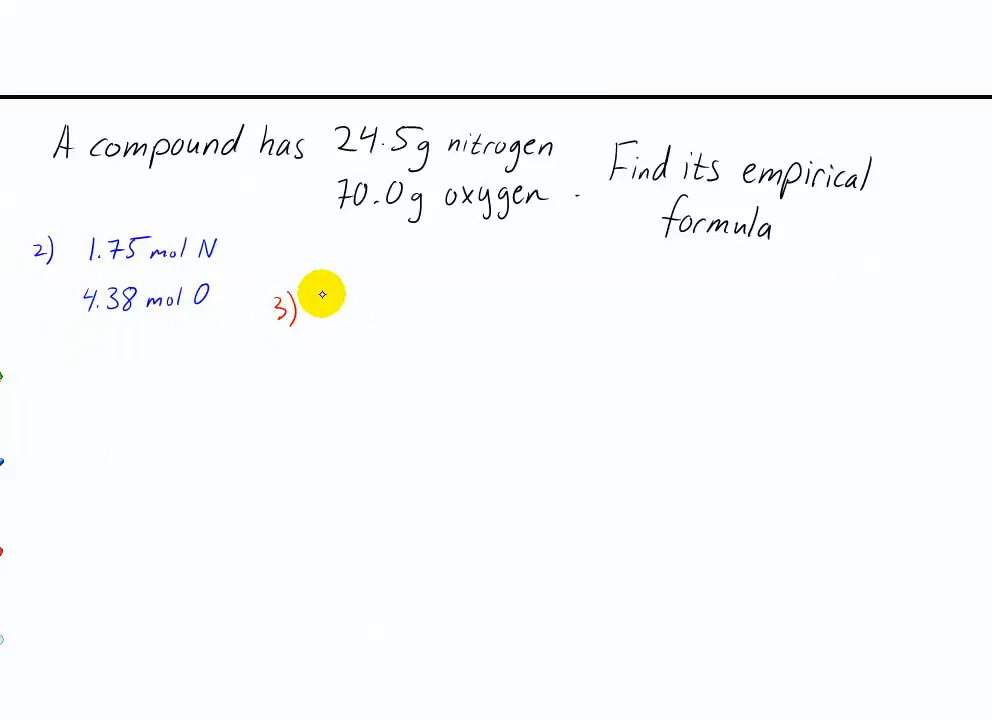 A compound has 24.5g nitrogen
70.0g oxygen .
Find its empirical
formula
2) 1.75 mol N
4.38 mol O
3)